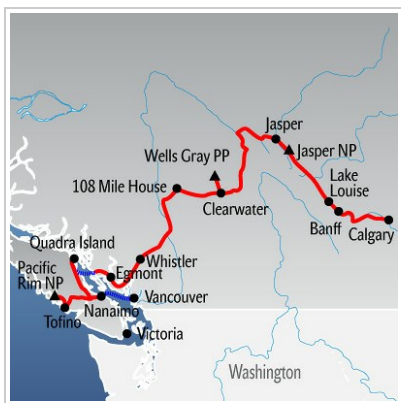 Jasper
Wells Gray PP
Jasper NP
108 Mile House
Lake
Louise
Clearwater
Banff
Calgary
Quadra Island
Whistler
Pacific
Rim NP
Egmont
Vancouver
Nanaimo
Tofino
Victoria
Washington